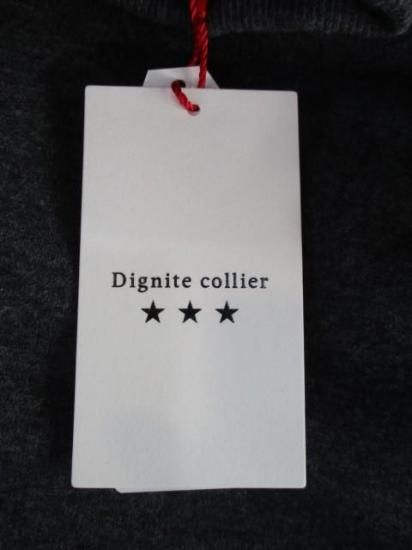 Dignite collier
★ ★ ★